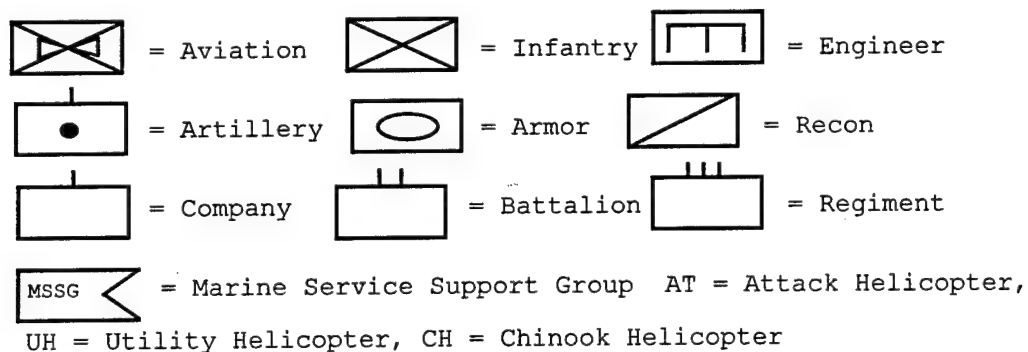 = Aviation = Infantry = Engineer
= Artillery = Armor = Recon
= Company = Battalion = Regiment
MSSG = Marine Service Support Group AT = Attack Helicopter,
UH = Utility Helicopter, CH = Chinook Helicopter